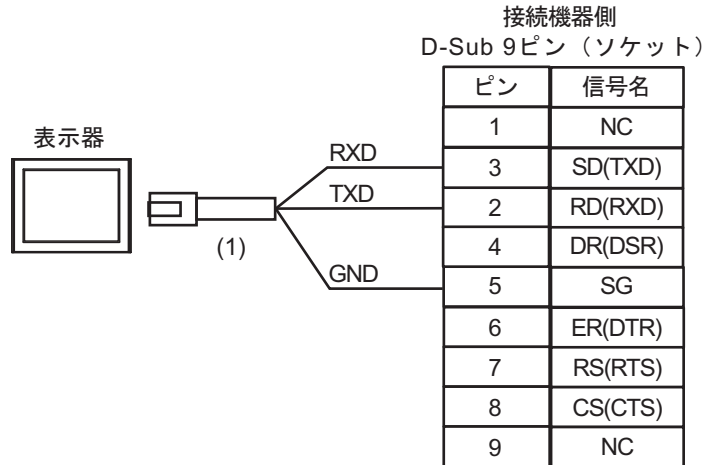 接続機器側
D-Sub 9ピン（ソケット）
ピン 信号名
表示器
1 NC
RXD
3 SD(TXD)
TXD
2 RD(RXD)
(1)
4 DR(DSR)
GND
5 SG
6 ER(DTR)
7 RS(RTS)
8 CS(CTS)
9 NC